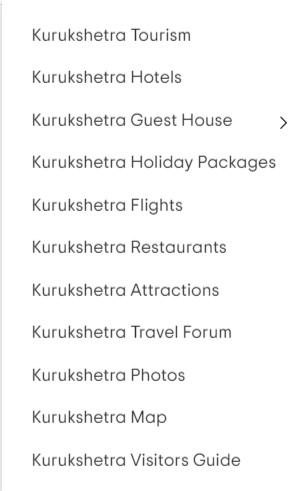 Kurukshetra Tourism
Kurukshetra Hotels
Kurukshetra Guest House
Kurukshetra Holiday Packages
Kurukshetra Flights
Kurukshetra Restaurants
Kurukshetra Attractions
Kurukshetra Travel Forum
Kurukshetra Photos
Kurukshetra Map
Kurukshetra Visitors Guide